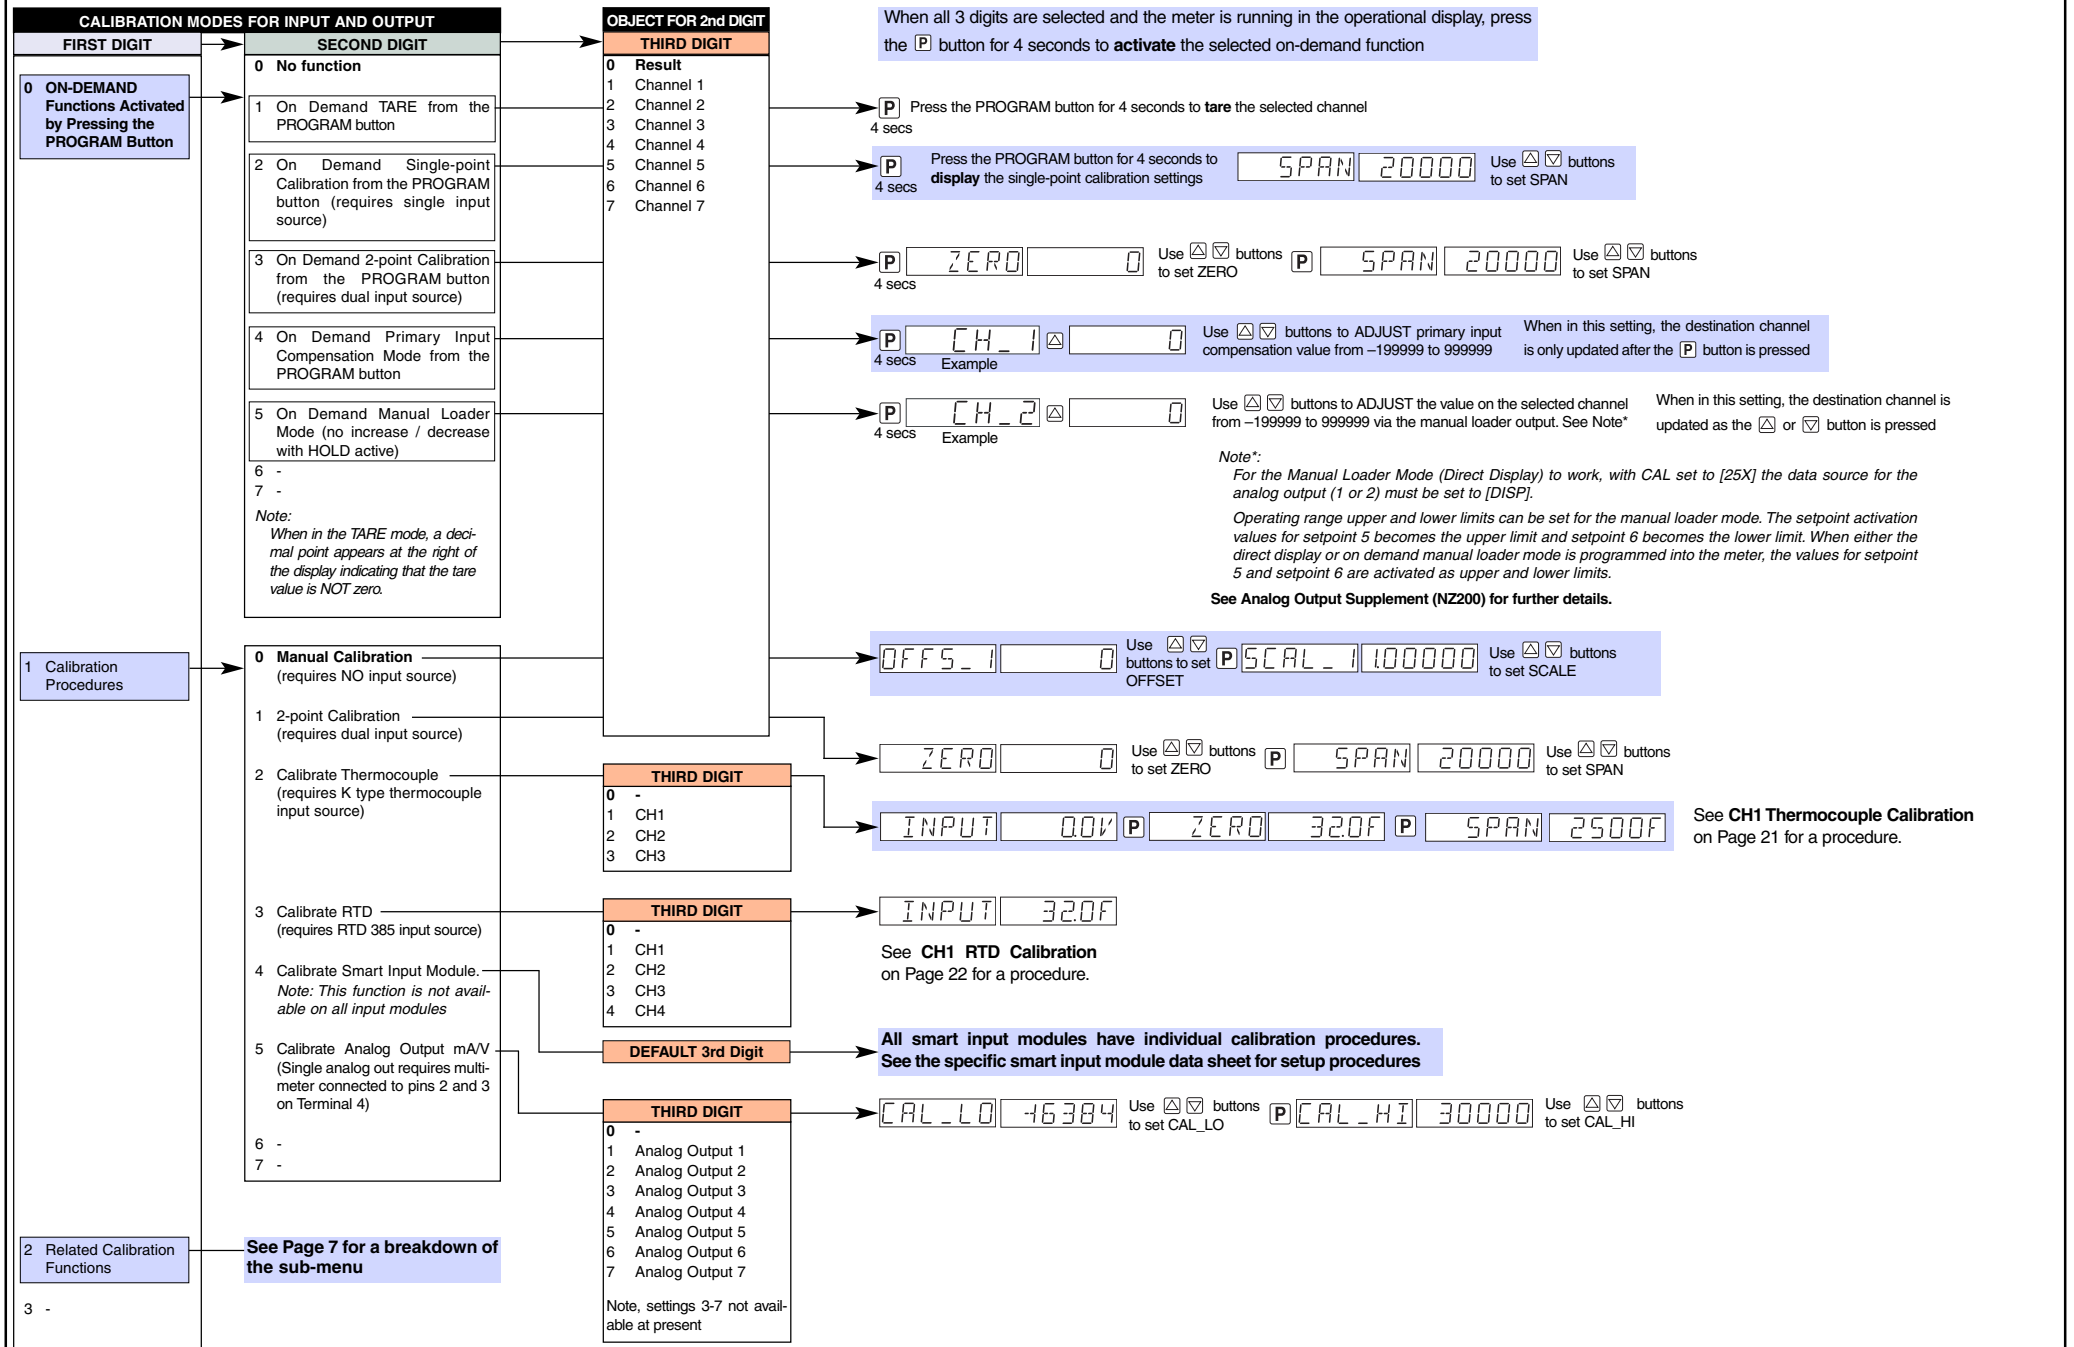 CALIBRATION MODES FOR INPUT AND OUTPUT
FIRST DIGIT
SECOND DIGIT
OBJECT FOR 2nd DIGIT
THIRD DIGIT
When all 3 digits are selected and the meter is running in the operational display, press
the P button for 4 seconds to activate the selected on-demand function
0 ON-DEMAND
Functions Activated
by Pressing the
PROGRAM Button
0 No function
1 On Demand TARE from the
PROGRAM button
2 On Demand Single-point
Calibration from the PROGRAM
button (requires single input
source)
3 On Demand 2-point Calibration
from the PROGRAM button
(requires dual input source)
4 On Demand Primary Input
Compensation Mode from the
PROGRAM button
5 On Demand Manual Loader
Mode (no increase / decrease
with HOLD active)
6 -
7 -
Note:
When in the TARE mode, a deci-
mal point appears at the right of
the display indicating that the tare
value is NOT zero.
0 Result
1 Channel 1
2 Channel 2
3 Channel 3
4 Channel 4
5 Channel 5
6 Channel 6
7 Channel 7
P Press the PROGRAM button for 4 seconds to tare the selected channel
4 secs
P
4 secs
Press the PROGRAM button for 4 seconds to
display the single-point calibration settings
SPAN 20000
Use △ ▽ buttons
to set SPAN
P ZERO 0
4 secs
Use △ ▽ buttons
to set ZERO
P SPAN 20000
Use △ ▽ buttons
to set SPAN
P CH_1 △ 0
4 secs
Example
Use △ ▽ buttons to ADJUST primary input
compensation value from –199999 to 999999
When in this setting, the destination channel
is only updated after the P button is pressed
P CH_2 △ 0
4 secs
Example
Use △ ▽ buttons to ADJUST the value on the selected channel
from –199999 to 999999 via the manual loader output. See Note*
When in this setting, the destination channel is
updated as the △ or ▽ button is pressed
Note*:
For the Manual Loader Mode (Direct Display) to work, with CAL set to [25X] the data source for the
analog output (1 or 2) must be set to [DISP].
Operating range upper and lower limits can be set for the manual loader mode. The setpoint activation
values for setpoint 5 becomes the upper limit and setpoint 6 becomes the lower limit. When either the
direct display or on demand manual loader mode is programmed into the meter, the values for setpoint
5 and setpoint 6 are activated as upper and lower limits.
See Analog Output Supplement (NZ200) for further details.
1 Calibration
Procedures
0 Manual Calibration
(requires NO input source)
1 2-point Calibration
(requires dual input source)
2 Calibrate Thermocouple
(requires K type thermocouple
input source)
3 Calibrate RTD
(requires RTD 385 input source)
4 Calibrate Smart Input Module.
Note: This function is not avail-
able on all input modules
5 Calibrate Analog Output mA/V
(Single analog out requires multi-
meter connected to pins 2 and 3
on Terminal 4)
6 -
7 -
OFFS_1 0
Use △ ▽
buttons to set
OFFSET
P SCAL_1 1.00000
Use △ ▽ buttons
to set SCALE
ZERO 0
Use △ ▽ buttons
to set ZERO
P SPAN 20000
Use △ ▽ buttons
to set SPAN
THIRD DIGIT
0 -
1 CH1
2 CH2
3 CH3
INPUT 0.0V P ZERO 32.0F P SPAN 2500F
See CH1 Thermocouple Calibration
on Page 21 for a procedure.
THIRD DIGIT
0 -
1 CH1
2 CH2
3 CH3
4 CH4
INPUT 32.0F
See CH1 RTD Calibration
on Page 22 for a procedure.
DEFAULT 3rd Digit
All smart input modules have individual calibration procedures.
See the specific smart input module data sheet for setup procedures
THIRD DIGIT
0 -
1 Analog Output 1
2 Analog Output 2
3 Analog Output 3
4 Analog Output 4
5 Analog Output 5
6 Analog Output 6
7 Analog Output 7
Note, settings 3-7 not avail-
able at present
CAL_LO -16384
Use △ ▽ buttons
to set CAL_LO
P CAL_HI 30000
Use △ ▽ buttons
to set CAL_HI
2 Related Calibration
Functions
See Page 7 for a breakdown of
the sub-menu
3 -